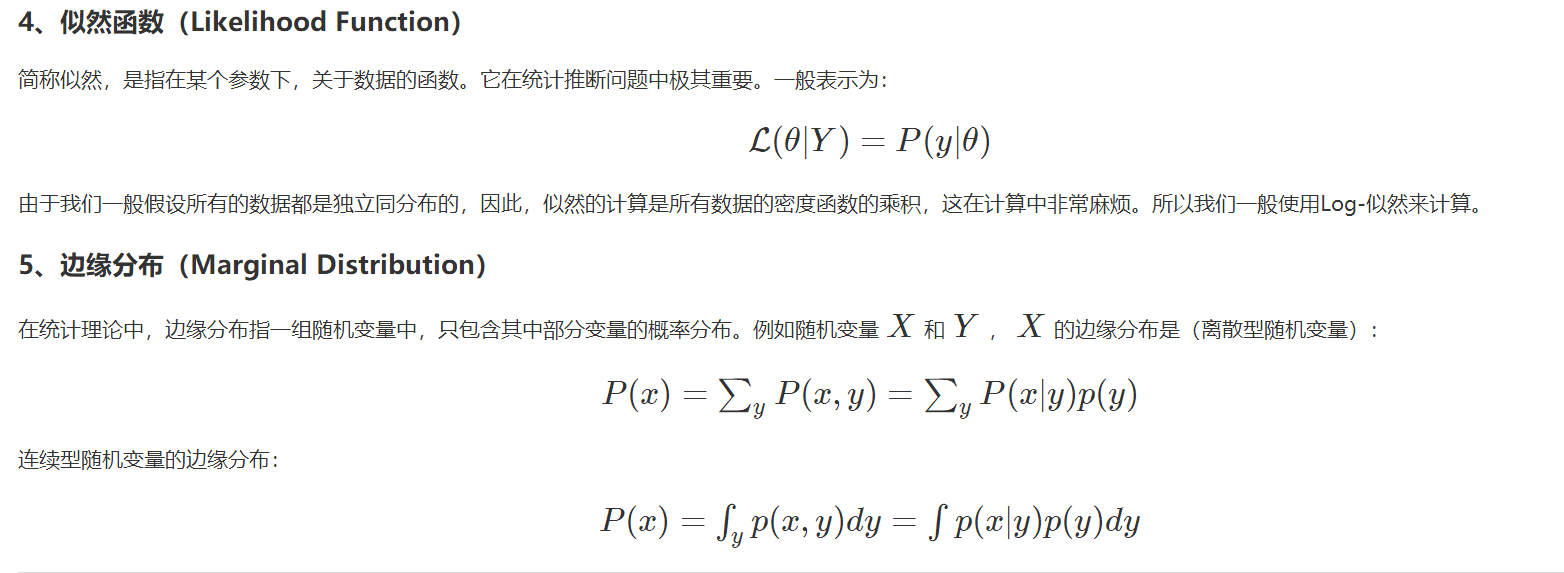 4、似然函数（Likelihood Function）
简称似然，是指在某个参数下，关于数据的函数。它在统计推断问题中极其重要。一般表示为：
ℒ(θ|Y) = P(y|θ)
由于我们一般假设所有的数据都是独立同分布的，因此，似然的计算是所有数据的密度函数的乘积，这在计算中非常麻烦。所以我们一般使用Log-似然来计算。
5、边缘分布（Marginal Distribution）
在统计理论中，边缘分布指一组随机变量中，只包含其中部分变量的概率分布。例如随机变量 X 和 Y ， X 的边缘分布是（离散型随机变量）：
P(x) = ∑_y P(x, y) = ∑_y P(x|y)p(y)
连续型随机变量的边缘分布：
P(x) = ∫_y p(x, y)dy = ∫ p(x|y)p(y)dy